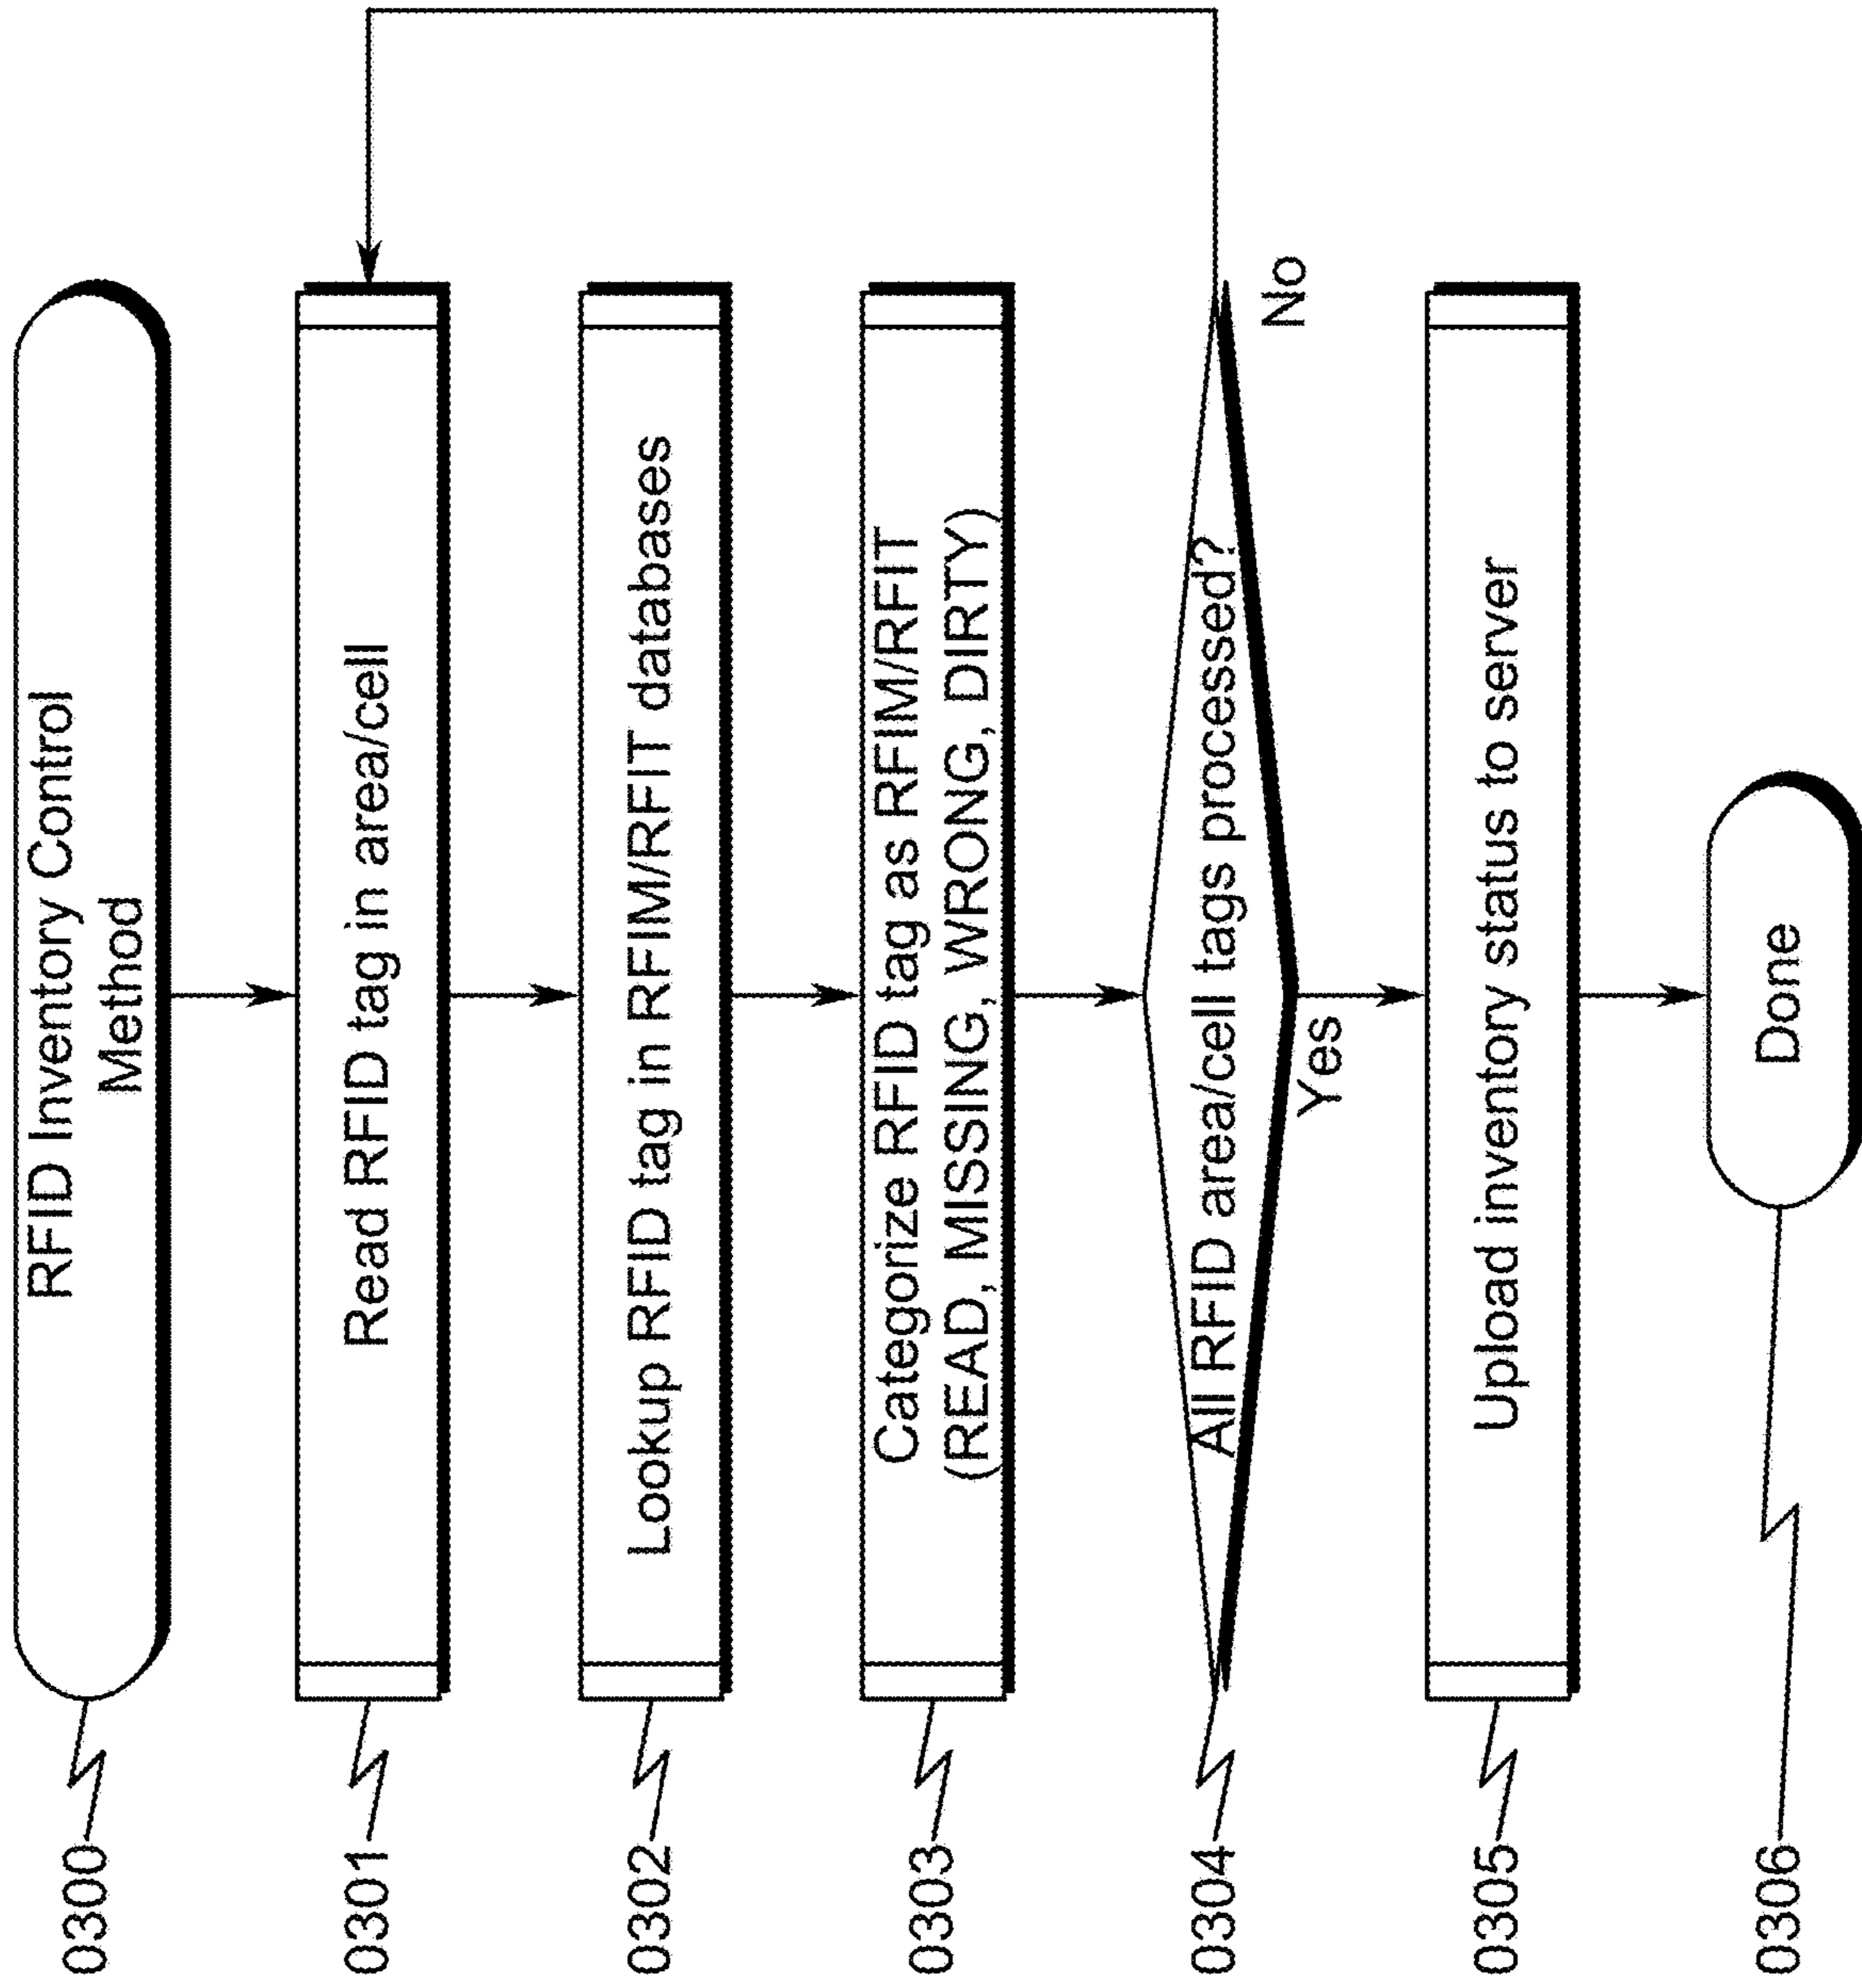 0300
RFID Inventory Control
Method
0301
Read RFID tag in area/cell
0302
Lookup RFID tag in RFIM/RFIT databases
0303
Categorize RFID tag as RFIM/RFIT
(READ, MISSING, WRONG, DIRTY)
0304
All RFID area/cell tags processed?
No
Yes
0305
Upload inventory status to server
0306
Done